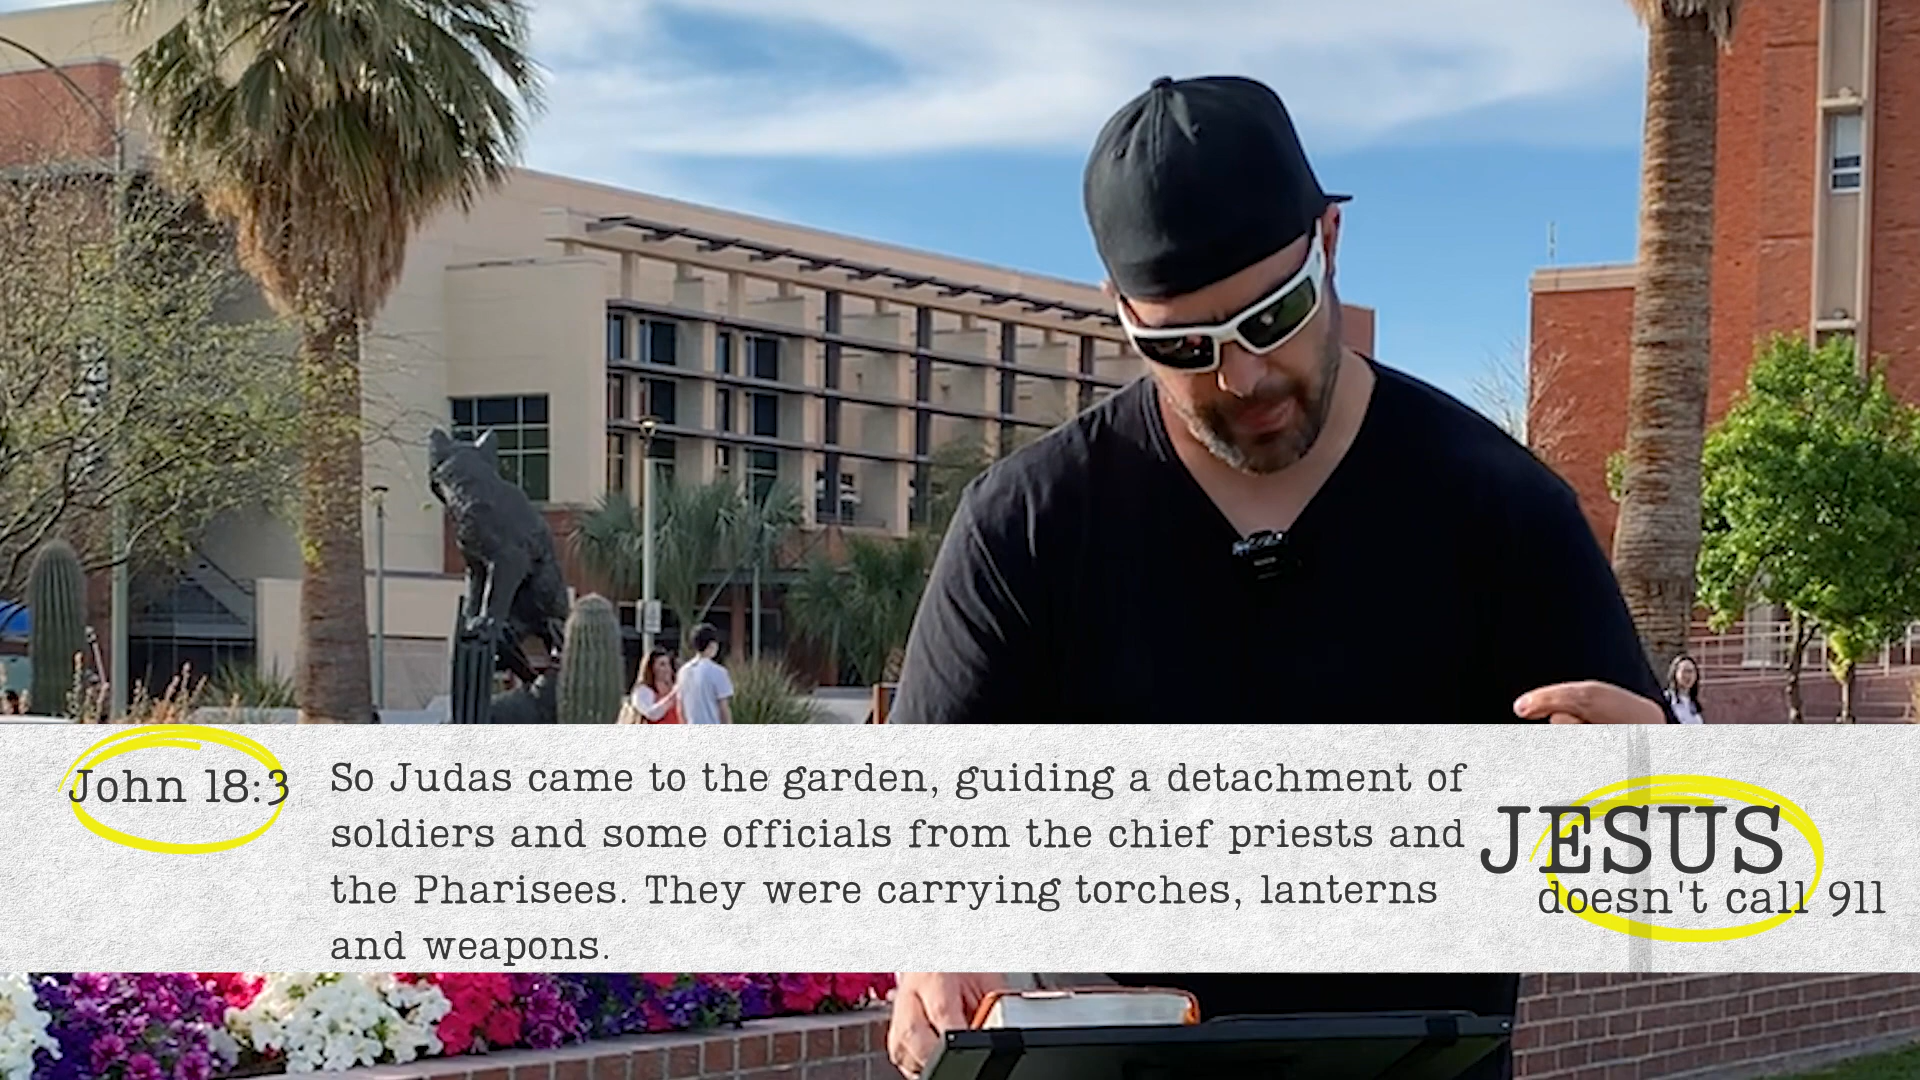 John 18:3
So Judas came to the garden, guiding a detachment of
soldiers and some officials from the chief priests and
the Pharisees. They were carrying torches, lanterns
and weapons.
JESUS
doesn't call 911